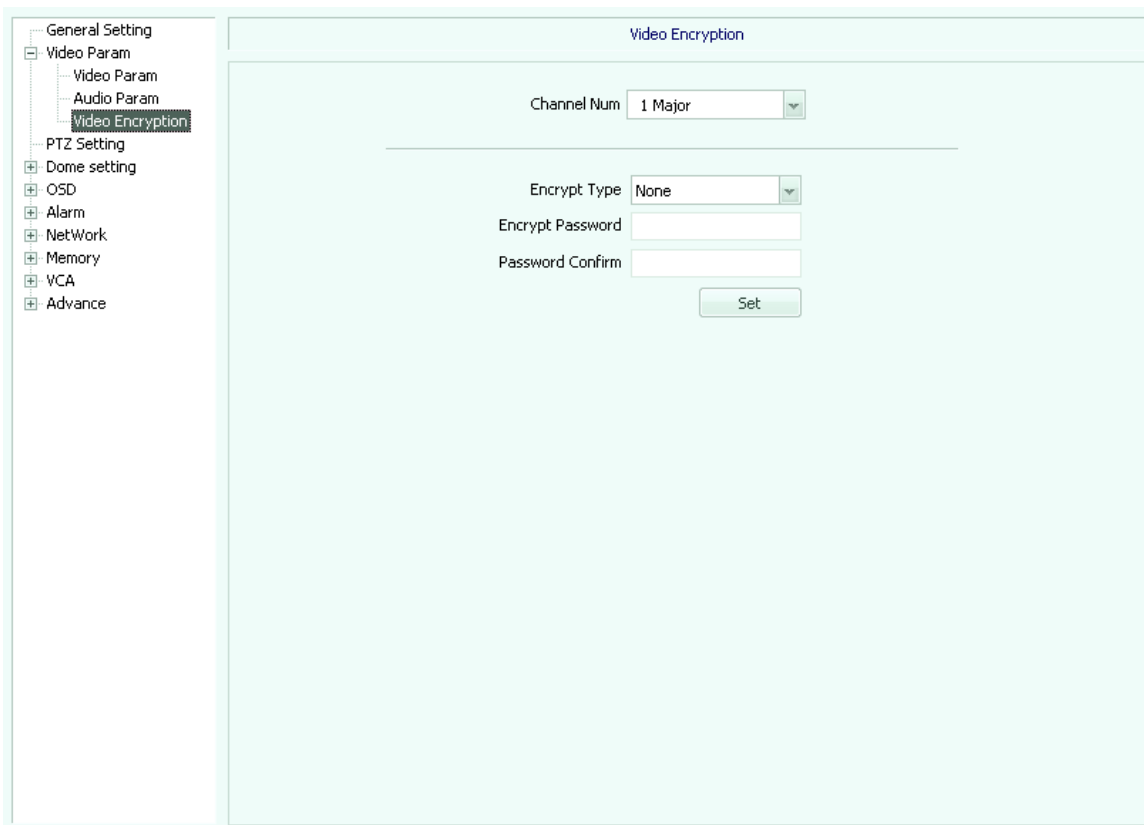 General Setting
Video Param
Video Param
Audio Param
Video Encryption
PTZ Setting
Dome setting
OSD
Alarm
NetWork
Memory
VCA
Advance
Video Encryption
Channel Num 1 Major
Encrypt Type None
Encrypt Password
Password Confirm
Set